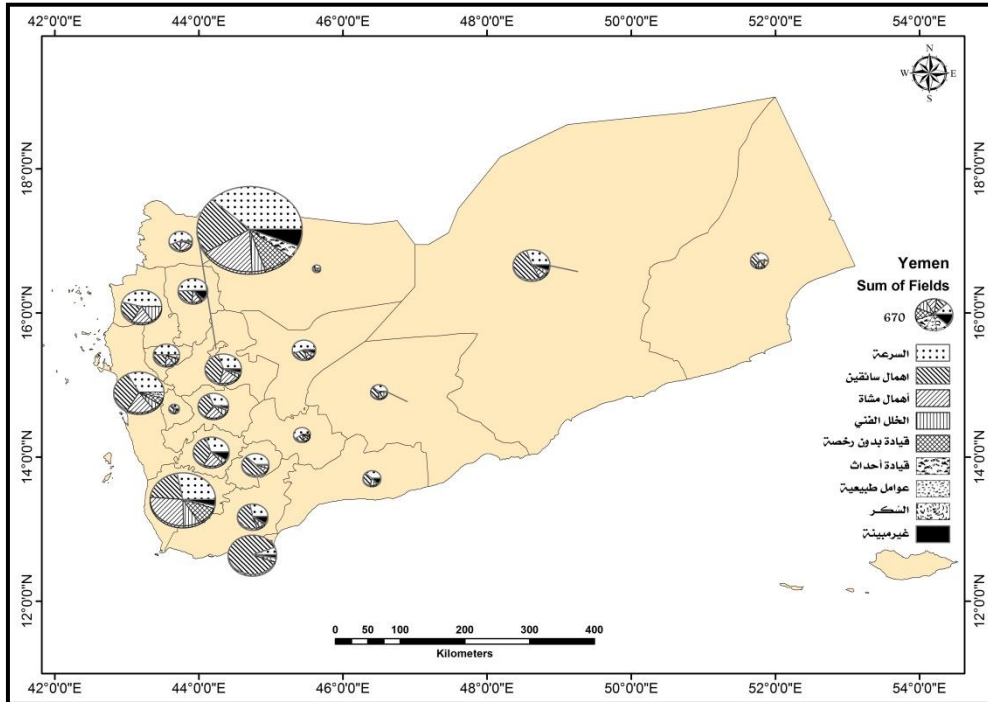 42°0'0"E 44°0'0"E 46°0'0"E 48°0'0"E 50°0'0"E 52°0'0"E 54°0'0"E
N
W E
S
18°0'0"N 18°0'0"N
16°0'0"N 16°0'0"N
14°0'0"N 14°0'0"N
12°0'0"N 12°0'0"N
Yemen
Sum of Fields
670
السرعة
اهمال سائقين
أهمال مشاة
الخلل الفني
قيادة بدون رخصة
قيادة أحداث
عوامل طبيعية
السُكر
غيرمبينة
0 50 100 200 300 400
Kilometers
42°0'0"E 44°0'0"E 46°0'0"E 48°0'0"E 50°0'0"E 52°0'0"E 54°0'0"E